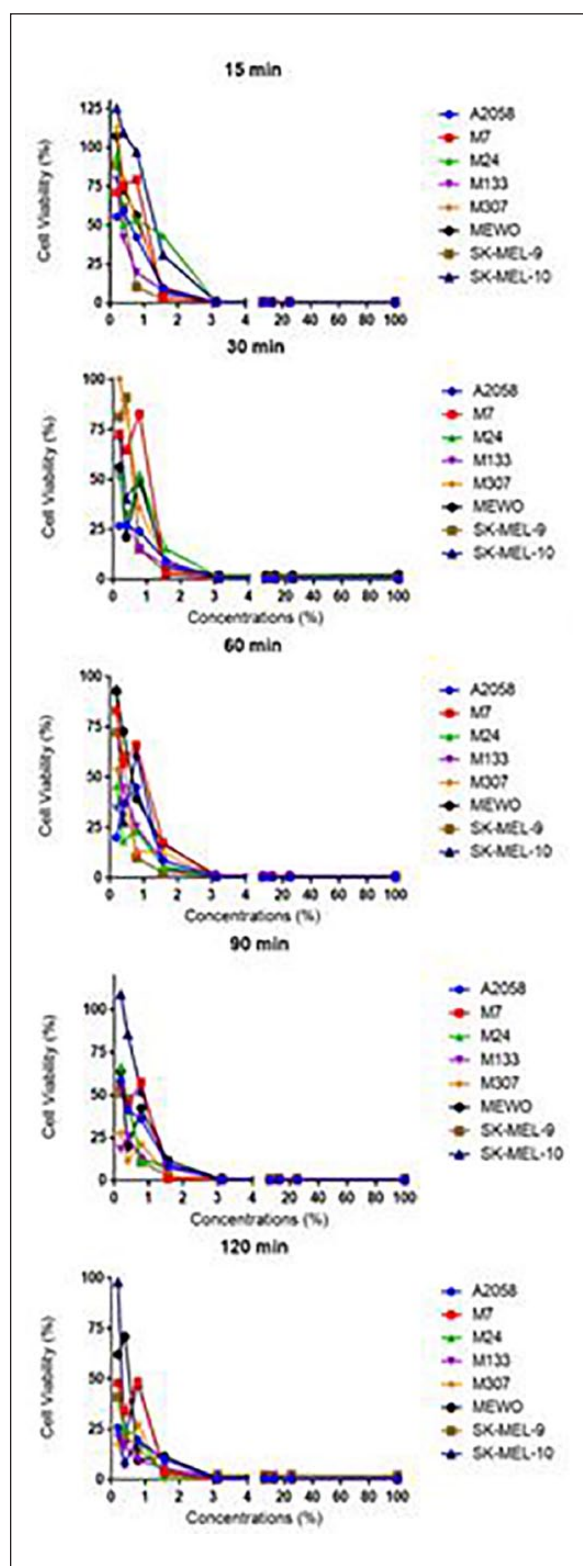 15 min
Cell Viability (%)
125
100
75
50
25
0
0 1 2 3 4 20 40 60 80 100
A2058
M7
M24
M133
M307
MEWO
SK-MEL-9
SK-MEL-10
30 min
Cell Viability (%)
100
75
50
25
0
0 1 2 3 4 20 40 60 80 100
Concentrations (%)
A2058
M7
M24
M133
M307
MEWO
SK-MEL-9
SK-MEL-10
60 min
Cell Viability (%)
100
75
50
25
0
0 1 2 3 4 20 40 60 80 100
Concentrations (%)
A2058
M7
M24
M133
M307
MEWO
SK-MEL-9
SK-MEL-10
90 min
Cell Viability (%)
100
75
50
25
0
0 1 2 3 4 20 40 60 80 100
Concentrations (%)
A2058
M7
M24
M133
M307
MEWO
SK-MEL-9
SK-MEL-10
120 min
Cell Viability (%)
100
75
50
25
0
0 1 2 3 4 20 40 60 80 100
Concentrations (%)
A2058
M7
M24
M133
M307
MEWO
SK-MEL-9
SK-MEL-10